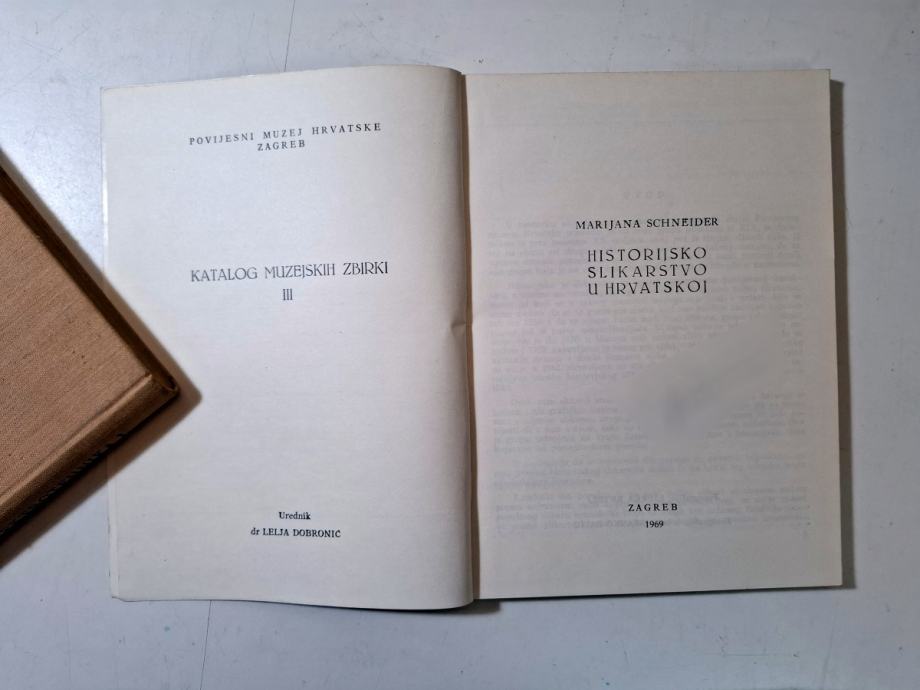 POVIJESNI MUZEJ HRVATSKE
ZAGREB
KATALOG MUZEJSKIH ZBIRKI
III
Urednik
dr LELJA DOBRONIĆ
MARIJANA SCHNEIDER
HISTORIJSKO
SLIKARSTVO
U HRVATSKOJ
ZAGREB
1969